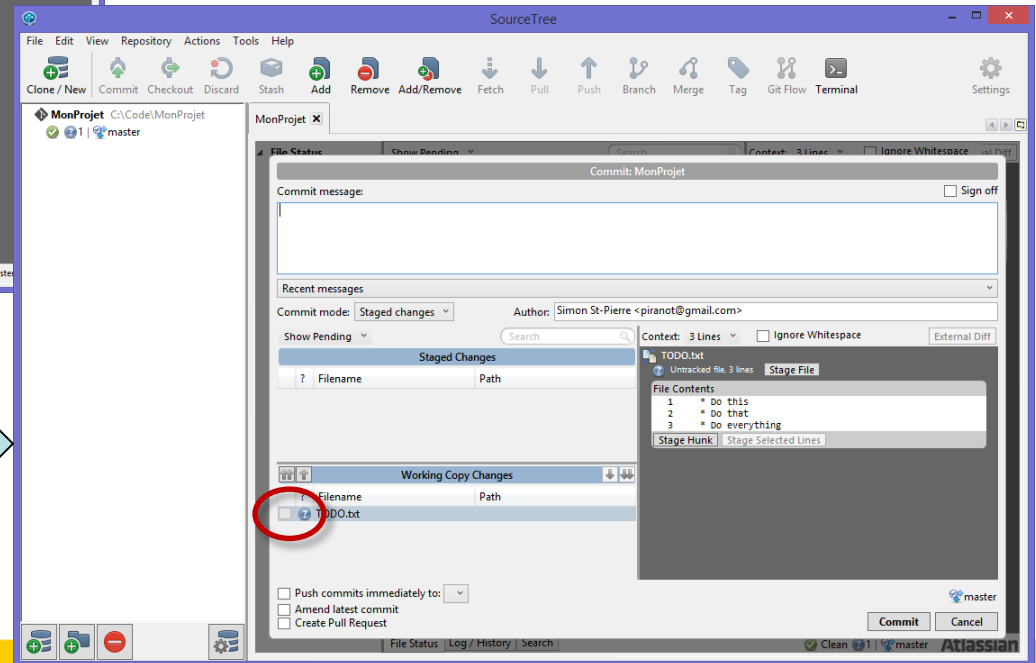 SourceTree
File Edit View Repository Actions Tools Help
Clone / New Commit Checkout Discard Stash Add Remove Add/Remove Fetch Pull Push Branch Merge Tag Git Flow Terminal Settings
MonProjet C:\Code\MonProjet
1 master
MonProjet
File Status Show Pending Search Context: 3 Lines Ignore Whitespace al Diff
Commit: MonProjet
Commit message:
Sign off
Recent messages
Commit mode: Staged changes Author: Simon St-Pierre <piranot@gmail.com>
Show Pending Search Context: 3 Lines Ignore Whitespace External Diff
Staged Changes
? Filename Path
TODO.txt
Untracked file, 3 lines Stage File
File Contents
1 * Do this
2 * Do that
3 * Do everything
Stage Hunk Stage Selected Lines
Working Copy Changes
? Filename Path
TODO.txt
Push commits immediately to:
Amend latest commit
Create Pull Request
master
Commit Cancel
File Status Log / History Search Clean 1 master Atlassian